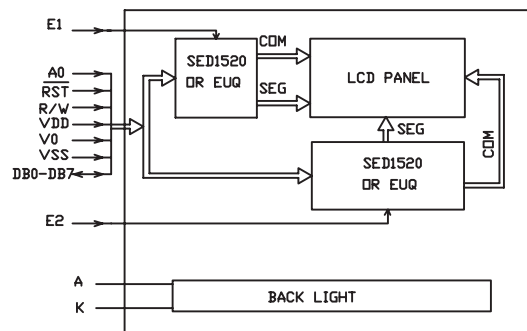 E1
A0
RST
R/W
VDD
V0
VSS
DB0-DB7
E2
A
K
SED1520
OR EUQ
COM
SEG
LCD PANEL
SEG
COM
SED1520
OR EUQ
BACK LIGHT